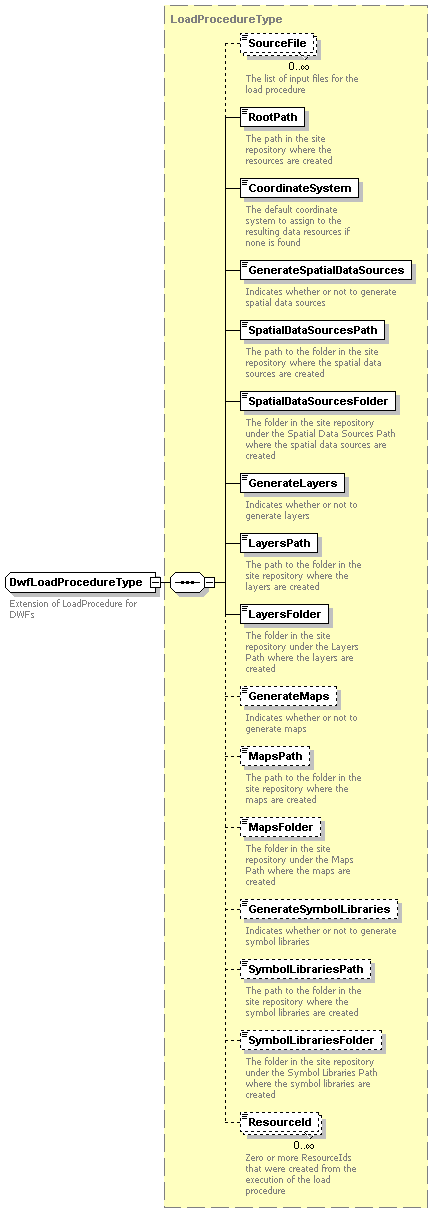 LoadProcedureType
SourceFile
0..∞
The list of input files for the
load procedure
RootPath
The path in the site
repository where the
resources are created
CoordinateSystem
The default coordinate
system to assign to the
resulting data resources if
none is found
GenerateSpatialDataSources
Indicates whether or not to generate
spatial data sources
SpatialDataSourcesPath
The path to the folder in the site
repository where the spatial data
sources are created
SpatialDataSourcesFolder
The folder in the site repository
under the Spatial Data Sources Path
where the spatial data sources are
created
GenerateLayers
Indicates whether or not to
generate layers
LayersPath
The path to the folder in the
site repository where the
layers are created
DwfLoadProcedureType
Extension of LoadProcedure for
DWFs
LayersFolder
The folder in the site
repository under the Layers
Path where the layers are
created
GenerateMaps
Indicates whether or not to
generate maps
MapsPath
The path to the folder in the
site repository where the
maps are created
MapsFolder
The folder in the site
repository under the Maps
Path where the maps are
created
GenerateSymbolLibraries
Indicates whether or not to generate
symbol libraries
SymbolLibrariesPath
The path to the folder in the
site repository where the
symbol libraries are created
SymbolLibrariesFolder
The folder in the site repository
under the Symbol Libraries Path
where the symbol libraries are
created
ResourceId
0..∞
Zero or more ResourceIds
that were created from the
execution of the load
procedure